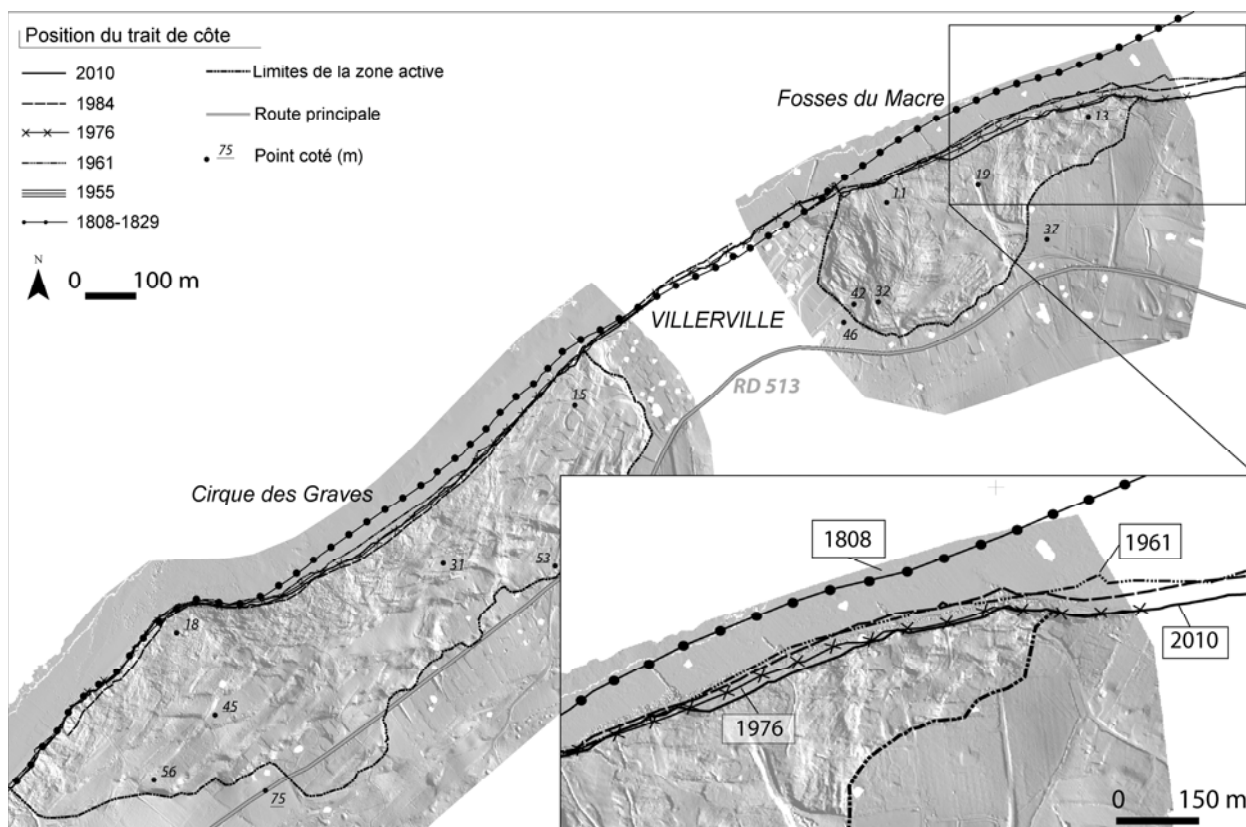 Position du trait de côte
2010
1984
1976
1961
1955
1808-1829
Limites de la zone active
Route principale
75 Point coté (m)
N
0 100 m
Fosses du Macre
13
19
11
37
42 32
46
VILLERVILLE
RD 513
15
Cirque des Graves
31
53
18
45
56
75
1808
1961
2010
1976
0 150 m